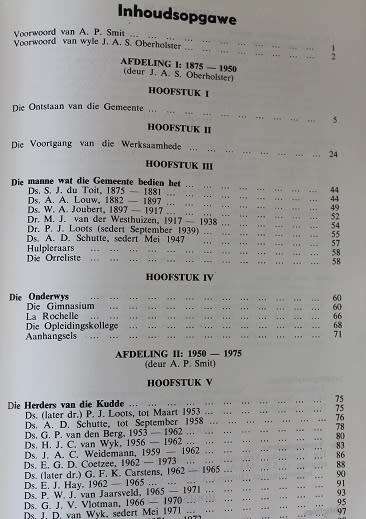 Inhoudsopgawe
Voorwoord van A. P. Smit ... 1
Voorwoord van wyle J. A. S. Oberholster ... 2
AFDELING I: 1875 — 1950
(deur J. A. S. Oberholster)
HOOFSTUK I
Die Ontstaan van die Gemeente ... 5
HOOFSTUK II
Die Voortgang van die Werksaamhede ... 24
HOOFSTUK III
Die manne wat die Gemeente bedien het ... 44
Ds. S. J. du Toit, 1875 — 1881 ... 44
Ds. A. A. Louw, 1882 — 1897 ... 49
Ds. W. A. Joubert, 1897 — 1917 ... 52
Dr. M. J. van der Westhuizen, 1917 — 1938 ... 54
Dr. P. J. Loots (sedert September 1939) ... 55
Ds. A. D. Schutte, sedert Mei 1947 ... 57
Hulpleraars ... 58
Die Orreliste ... 58
HOOFSTUK IV
Die Onderwys ... 60
Die Gimnasium ... 60
La Rochelle ... 66
Die Opleidingskollege ... 68
Aanhangsels ... 71
AFDELING II: 1950 — 1975
(deur A. P. Smit)
HOOFSTUK V
Die Herders van die Kudde ... 75
Ds. (later dr.) P. J. Loots, tot Maart 1953 ... 75
Ds. A. D. Schutte, tot September 1958 ... 76
Ds. G. P. van den Berg, 1953 — 1962 ... 78
Ds. H. J. C. van Wyk, 1956 — 1962 ... 80
Ds. J. A. C. Weidemann, 1959 — 1962 ... 83
Ds. E. G. D. Coetzee, 1962 — 1973 ... 86
Ds. (later dr.) G. F. K. Carstens, 1962 — 1965 ... 88
Ds. E. J. Hay, 1962 — 1965 ... 90
Ds. P. W. J. van Jaarsveld, 1965 — 1971 ... 91
Ds. G. J. V. Vlotman, 1966 — 1970 ... 93
Ds. J. D. van Wyk, sedert Mei 1971 ... 95
97